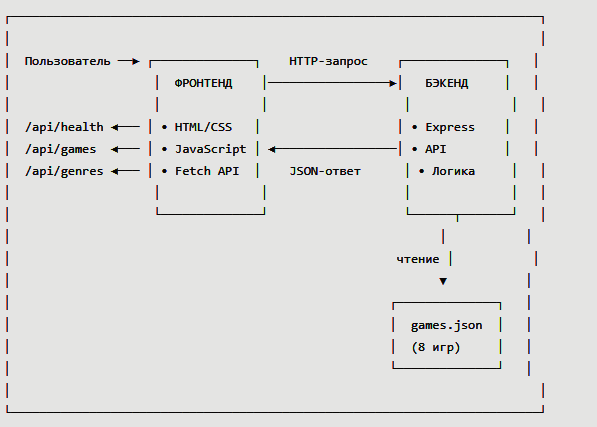 Пользователь HTTP-запрос
ФРОНТЕНД БЭКЕНД
/api/health • HTML/CSS • Express
/api/games • JavaScript • API
/api/genres • Fetch API JSON-ответ • Логика
чтение
games.json
(8 игр)